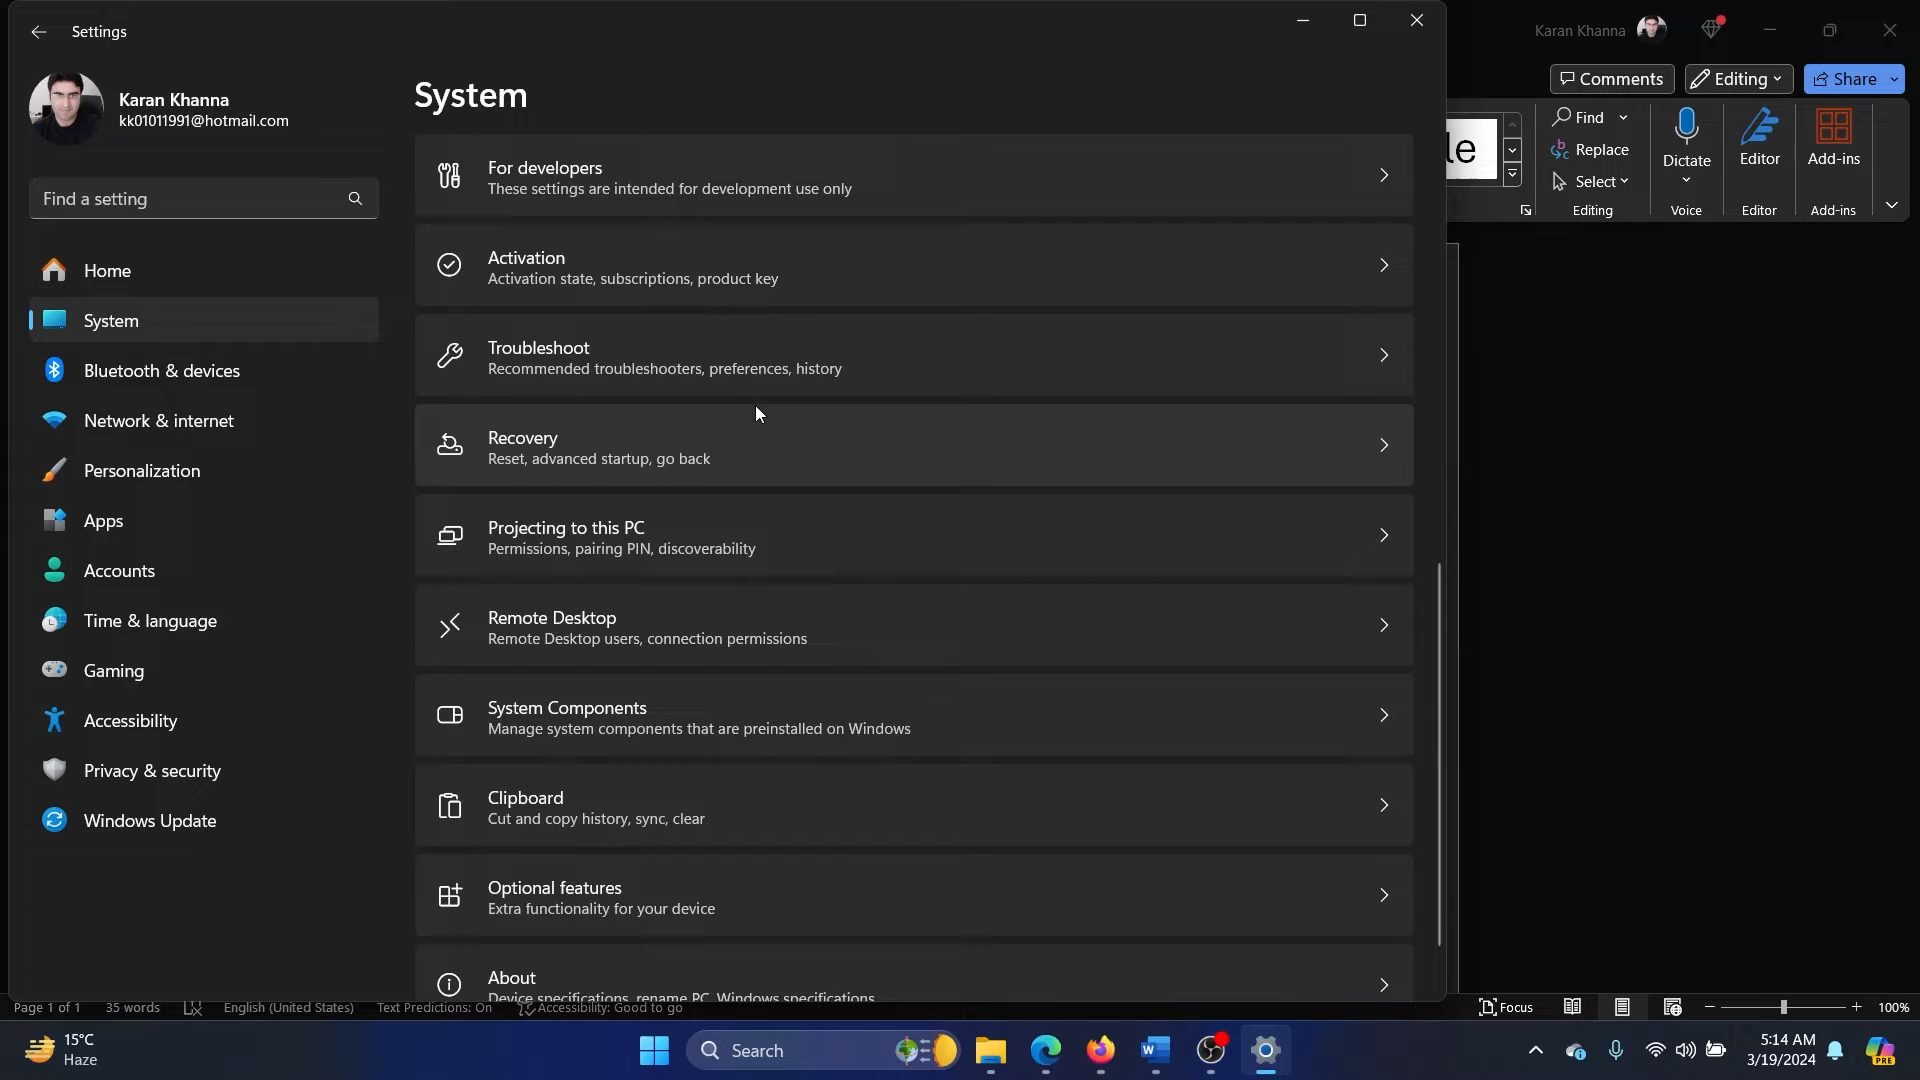 Settings
Karan Khanna
kk01011991@hotmail.com
Find a setting
Home
System
Bluetooth & devices
Network & internet
Personalization
Apps
Accounts
Time & language
Gaming
Accessibility
Privacy & security
Windows Update
System
For developers
These settings are intended for development use only
Activation
Activation state, subscriptions, product key
Troubleshoot
Recommended troubleshooters, preferences, history
Recovery
Reset, advanced startup, go back
Projecting to this PC
Permissions, pairing PIN, discoverability
Remote Desktop
Remote Desktop users, connection permissions
System Components
Manage system components that are preinstalled on Windows
Clipboard
Cut and copy history, sync, clear
Optional features
Extra functionality for your device
About
Device specifications, rename PC, Windows specifications
Karan Khanna
Comments
Editing
Share
le
Find
Replace
Select
Editing
Dictate
Voice
Editor
Editor
Add-ins
Add-ins
Page 1 of 1
35 words
English (United States)
Text Predictions: On
Accessibility: Good to go
Focus
100%
15°C
Haze
Search
W
5:14 AM
3/19/2024
PRE